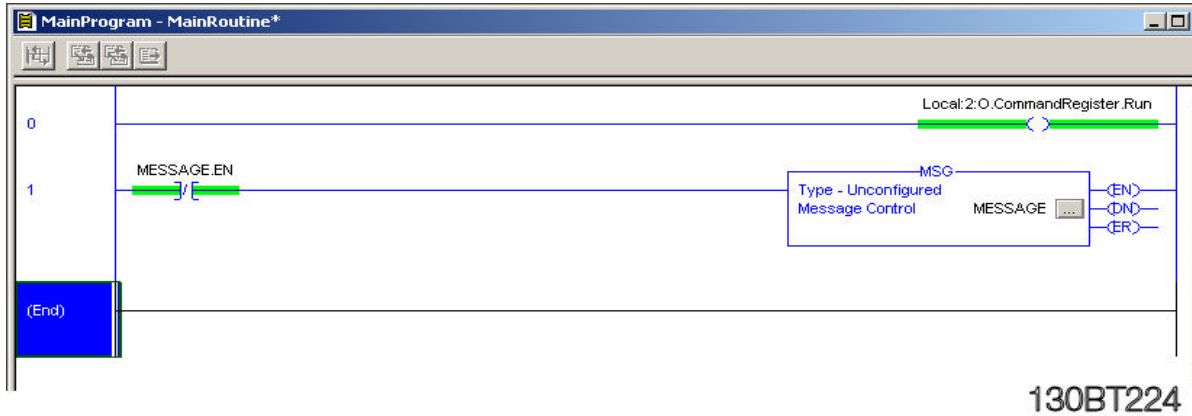 MainProgram - MainRoutine*
Local:2:O.CommandRegister.Run
0
MESSAGE.EN
1
MSG
Type - Unconfigured
Message Control MESSAGE ...
EN
DN
ER
(End)
130BT224